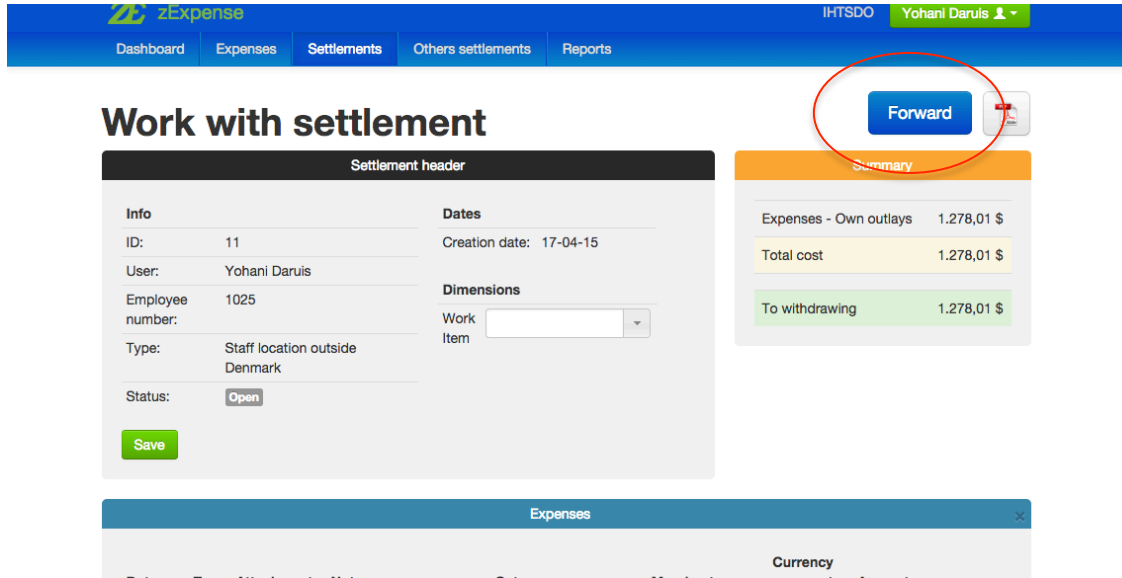 zExpense
IHTSDO Yohani Daruis
Dashboard Expenses Settlements Others settlements Reports
Work with settlement
Forward
Settlement header
Summary
Info
Dates
ID: 11
Creation date: 17-04-15
User: Yohani Daruis
Employee number: 1025
Dimensions
Work Item
Type: Staff location outside
Denmark
Status: Open
Save
Expenses - Own outlays 1.278,01 $
Total cost 1.278,01 $
To withdrawing 1.278,01 $
Expenses
Currency